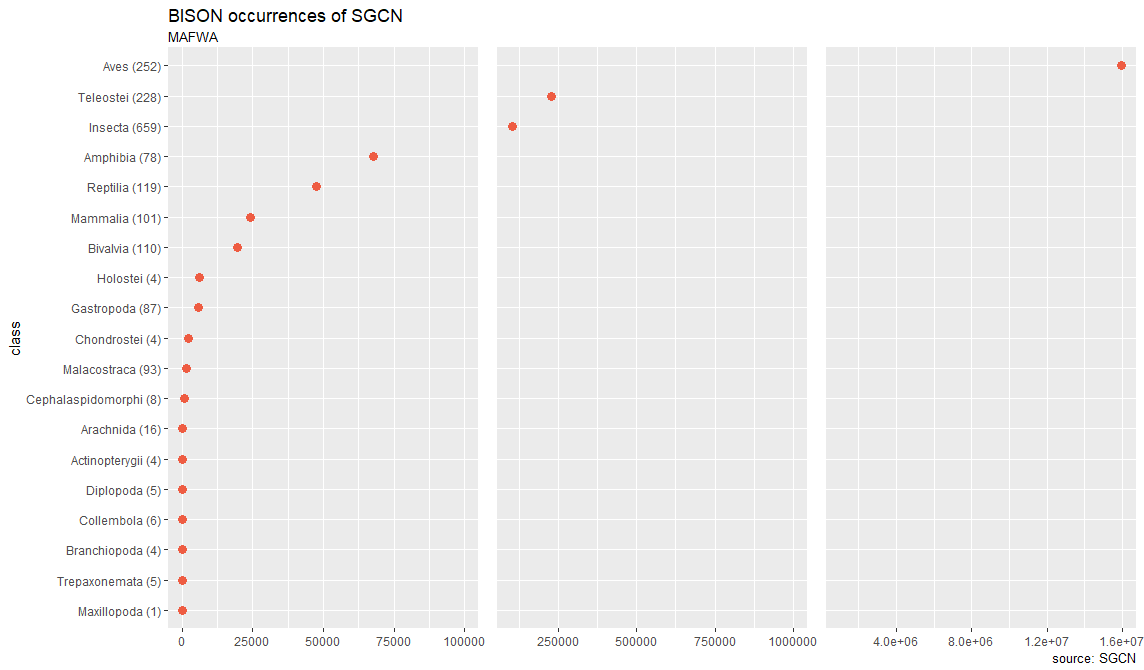 BISON occurrences of SGCN
MAFWA
Aves (252)
Teleostei (228)
Insecta (659)
Amphibia (78)
Reptilia (119)
Mammalia (101)
Bivalvia (110)
Holostei (4)
Gastropoda (87)
Chondrostei (4)
Malacostraca (93)
Cephalaspidomorphi (8)
Arachnida (16)
Actinopterygii (4)
Diplopoda (5)
Collembola (6)
Branchiopoda (4)
Trepaxonemata (5)
Maxillopoda (1)
class
0 25000 50000 75000 100000 250000 500000 750000 1000000 4.0e+06 8.0e+06 1.2e+07 1.6e+07
source: SGCN